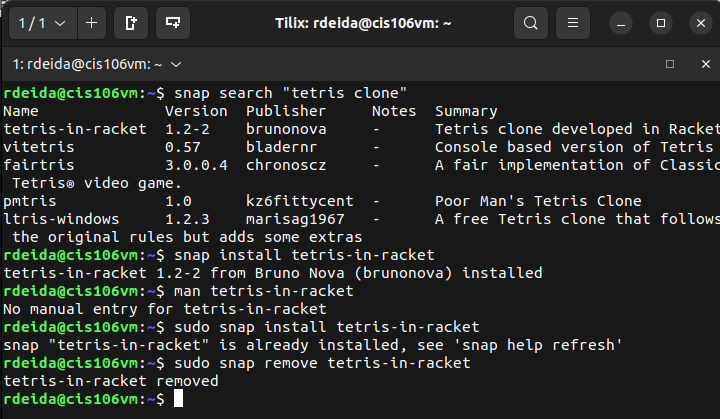 1 / 1
Tilix: rdeida@cis106vm: ~
1: rdeida@cis106vm: ~
rdeida@cis106vm:~$ snap search "tetris clone"
Name Version Publisher Notes Summary
tetris-in-racket 1.2-2 brunonova - Tetris clone developed in Racket
vitetris 0.57 bladernr - Console based version of Tetris
fairtris 3.0.0.4 chronoscz - A fair implementation of Classic
Tetris® video game.
pmtris 1.0 kz6fittycent - Poor Man's Tetris Clone
ltris-windows 1.2.3 marisag1967 - A free Tetris clone that follows
the original rules but adds some extras
rdeida@cis106vm:~$ snap install tetris-in-racket
tetris-in-racket 1.2-2 from Bruno Nova (brunonova) installed
rdeida@cis106vm:~$ man tetris-in-racket
No manual entry for tetris-in-racket
rdeida@cis106vm:~$ sudo snap install tetris-in-racket
snap "tetris-in-racket" is already installed, see 'snap help refresh'
rdeida@cis106vm:~$ sudo snap remove tetris-in-racket
tetris-in-racket removed
rdeida@cis106vm:~$